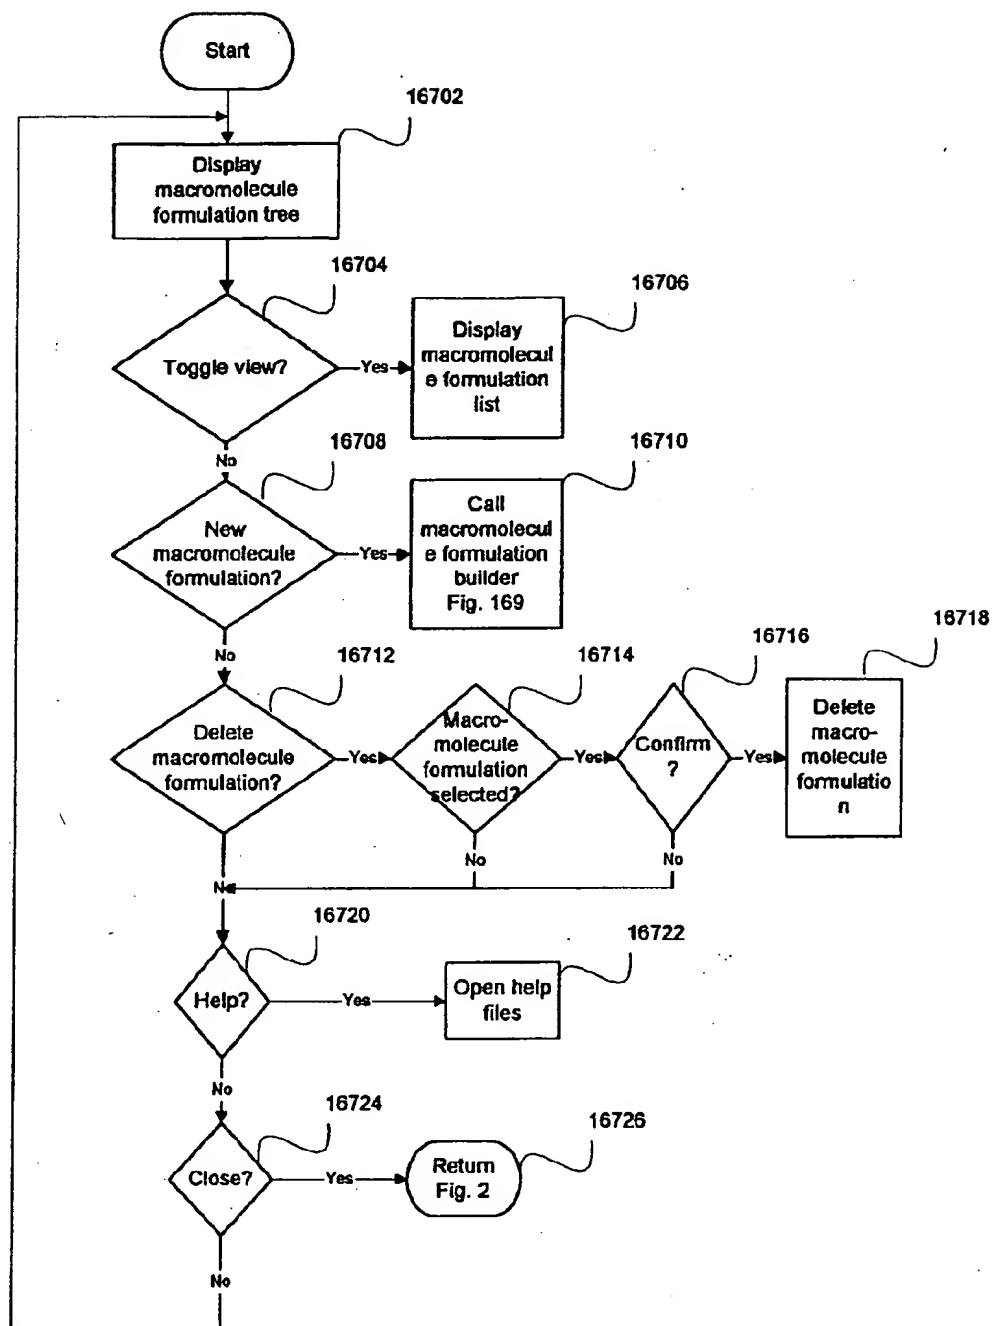 Start
16702
Display
macromolecule
formulation tree
16704
Toggle view?
Yes
16706
Display
macromolecul
e formulation
list
No
16708
New
macromolecule
formulation?
Yes
16710
Call
macromolecul
e formulation
builder
Fig. 169
No
16712
Delete
macromolecule
formulation?
Yes
16714
Macro-
molecule
formulation
selected?
Yes
16716
Confirm
?
Yes
16718
Delete
macro-
molecule
formulatio
n
No
No
N
16720
Help?
Yes
16722
Open help
files
No
16724
Close?
Yes
16726
Return
Fig. 2
No